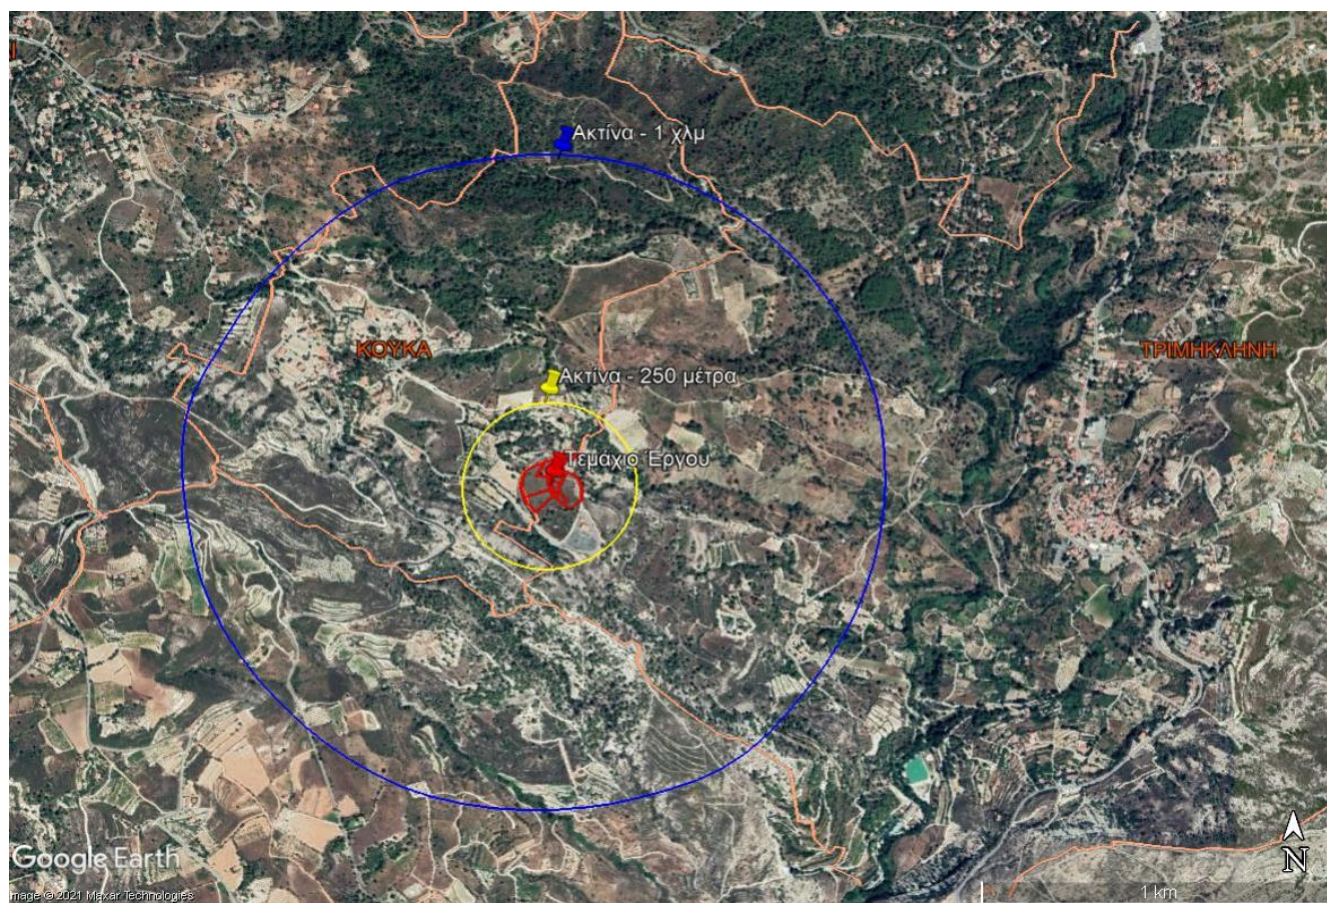 Ακτίνα - 1 χλμ
ΚΟΥΚΑ
ΤΡΙΜΗΚΛΗΝΗ
Ακτίνα - 250 μέτρα
Τεμάχιο Έργου
Google Earth
N
Image © 2021 Maxar Technologies
1 km